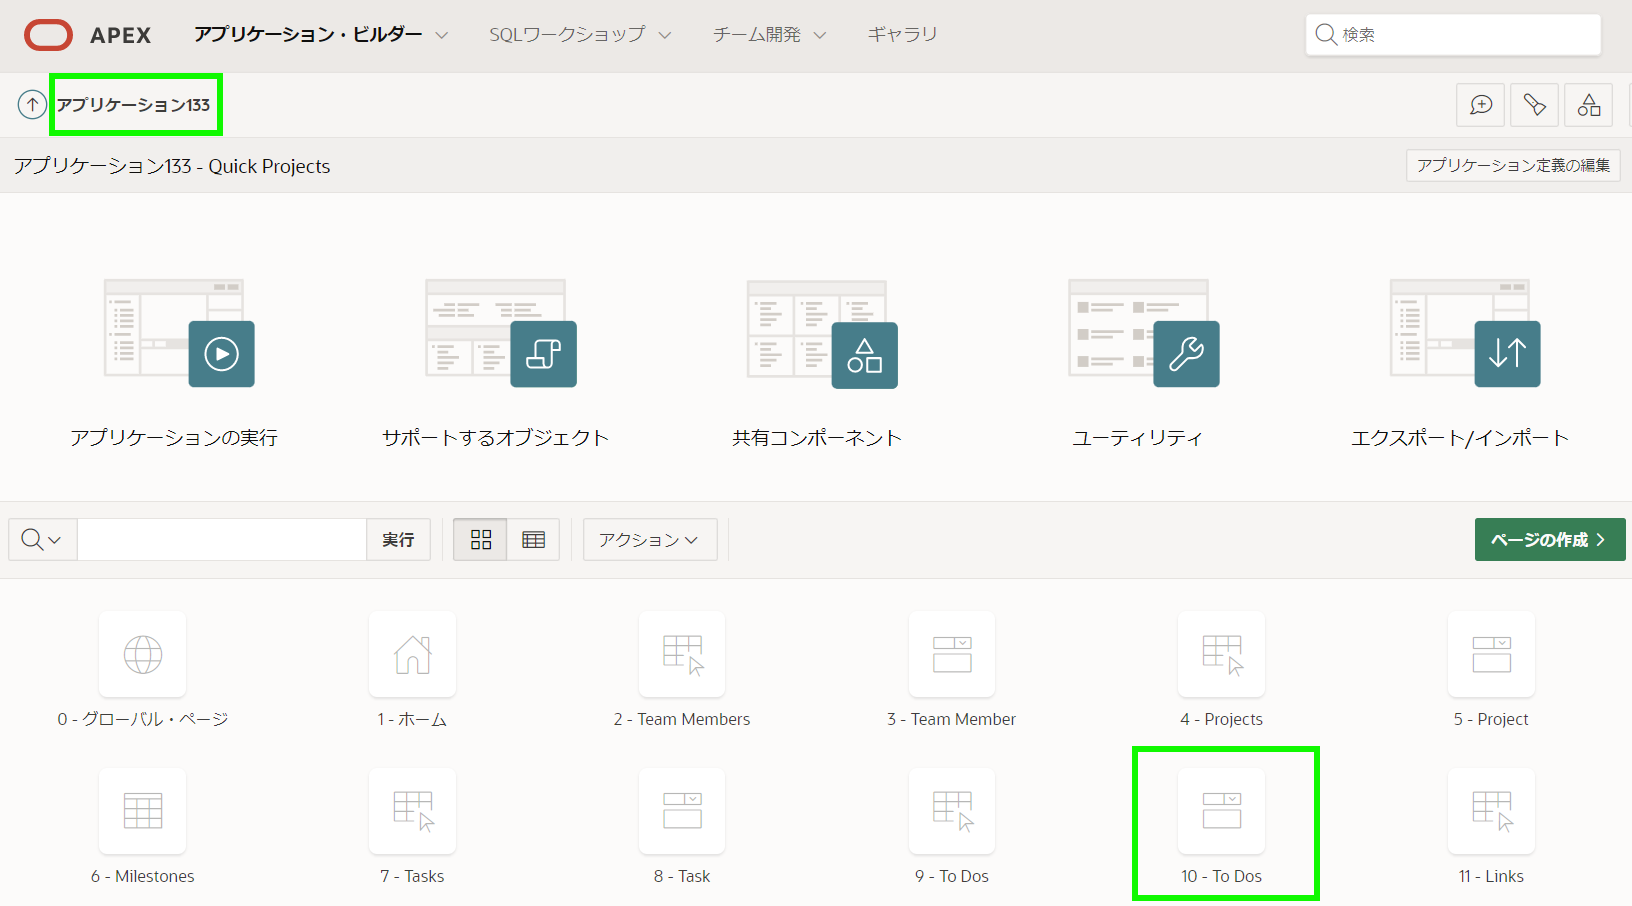 APEX アプリケーション・ビルダー SQLワークショップ チーム開発 ギャラリ 検索
アプリケーション133
アプリケーション133 - Quick Projects アプリケーション定義の編集
アプリケーションの実行 サポートするオブジェクト 共有コンポーネント ユーティリティ エクスポート/インポート
実行 アクション ページの作成
0 - グローバル・ページ 1 - ホーム 2 - Team Members 3 - Team Member 4 - Projects 5 - Project
6 - Milestones 7 - Tasks 8 - Task 9 - To Dos 10 - To Dos 11 - Links